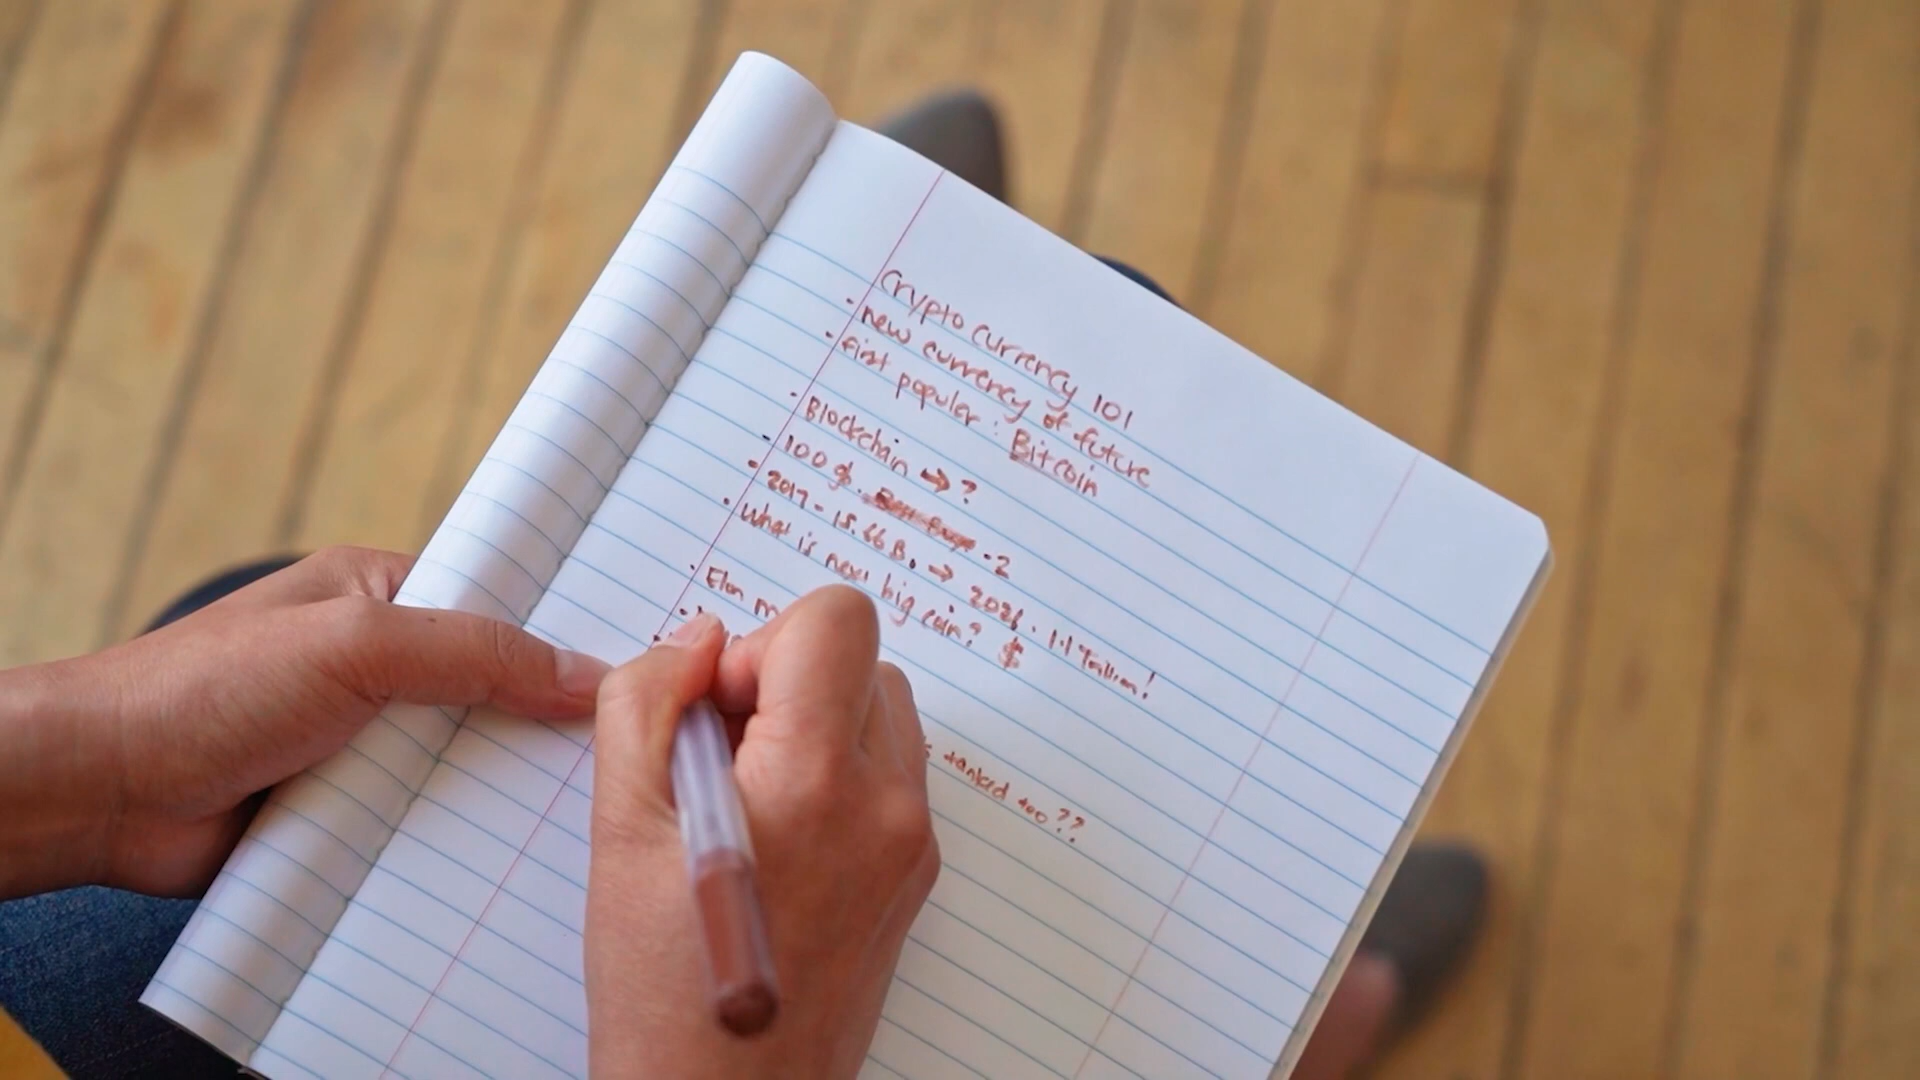 Crypto currency 101
- new currency of future
- first popular : Bitcoin
- Blockchain → ?
- 100 $. .2
• 2017 - 15.66 B. → 2021. 1.1 Trillion!
• What is next big coin? $
• Elon m
tanked too??